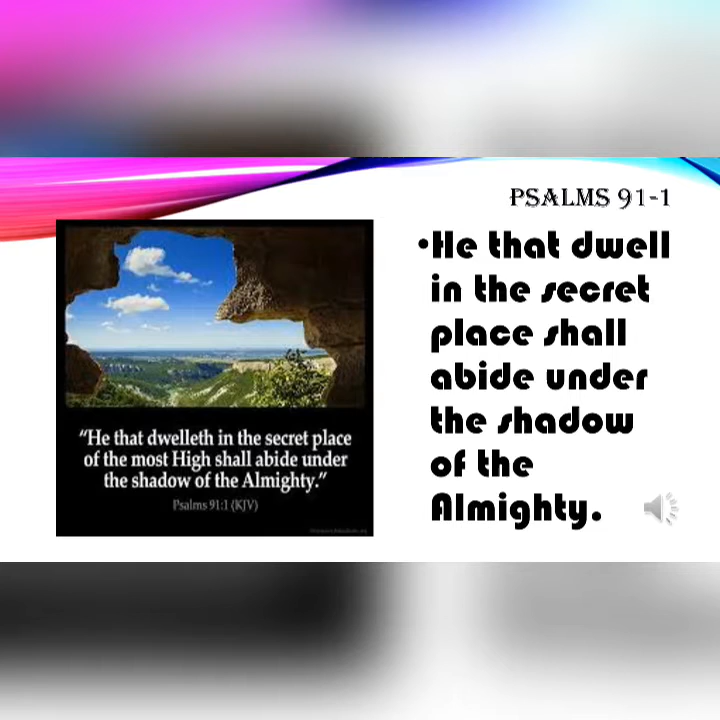 PSALMS 91-1
•He that dwell
in the secret
place shall
abide under
the shadow
of the
Almighty.
“He that dwelleth in the secret place
of the most High shall abide under
the shadow of the Almighty.”
Psalms 91:1 (KJV)